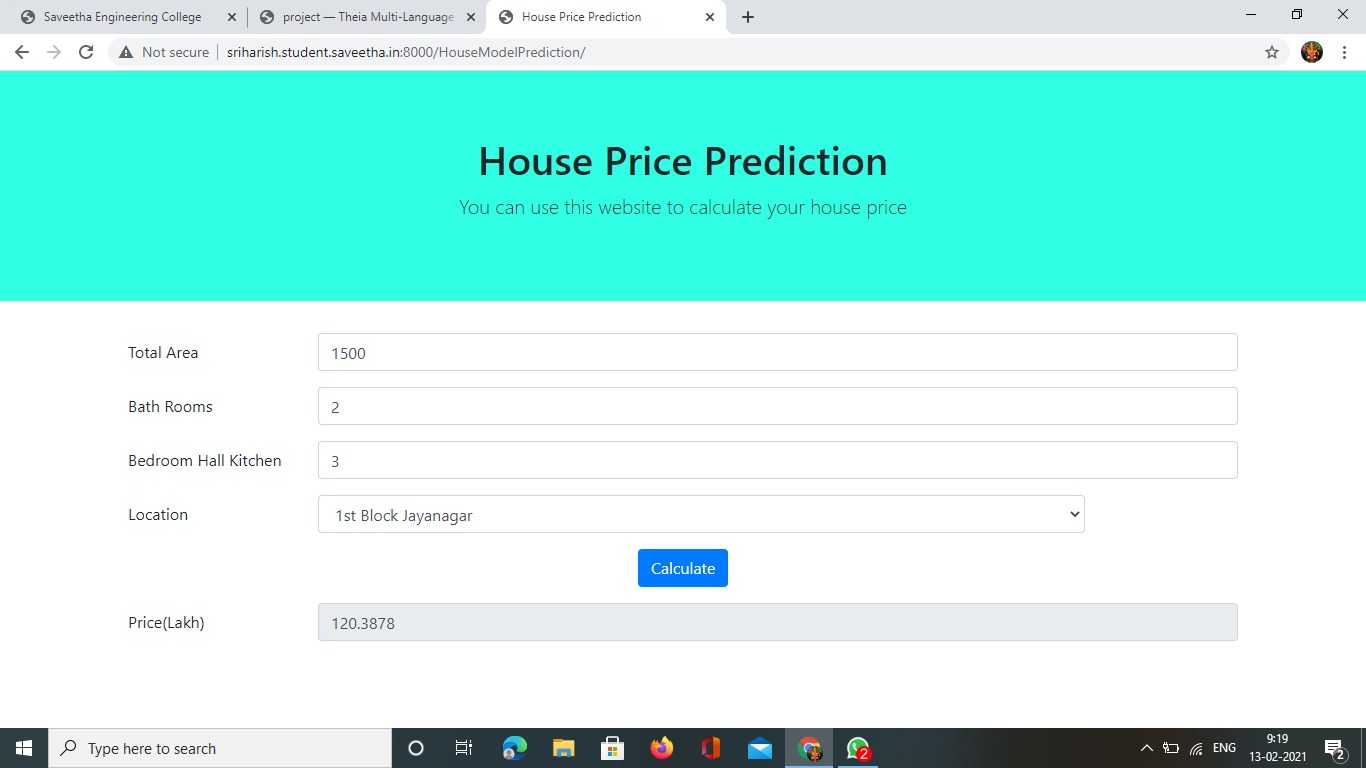 Saveetha Engineering College
project — Theia Multi-Language
House Price Prediction
Not secure
sriharish.student.saveetha.in:8000/HouseModelPrediction/
House Price Prediction
You can use this website to calculate your house price
Total Area
1500
Bath Rooms
2
Bedroom Hall Kitchen
3
Location
1st Block Jayanagar
Calculate
Price(Lakh)
120.3878
Type here to search
2
ENG
9:19
13-02-2021
2